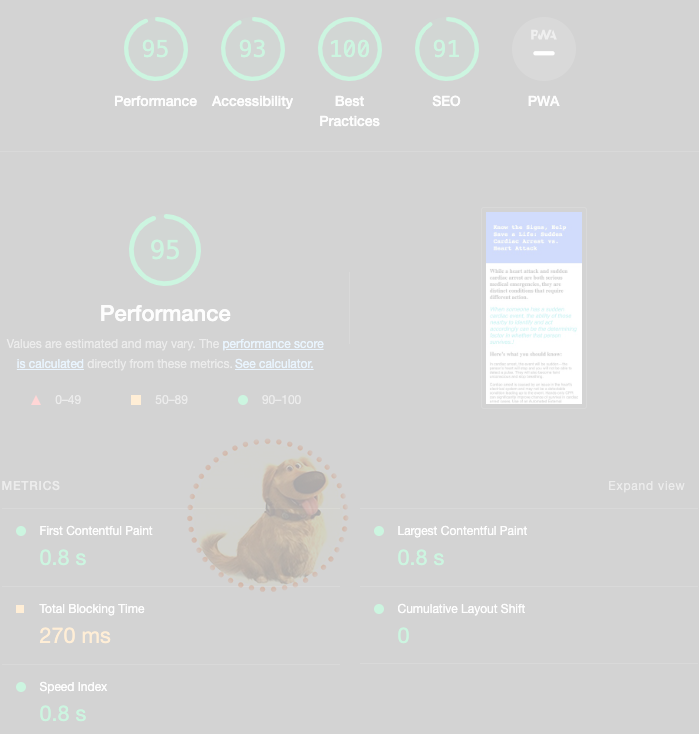 95
93
100
91
PWA
Performance
Accessibility
Best
Practices
SEO
PWA
95
Performance
Values are estimated and may vary. The performance score
is calculated directly from these metrics. See calculator.
0–49
50–89
90–100
Know the Signs, Help
Save a Life: Sudden
Cardiac Arrest vs.
Heart Attack
While a heart attack and sudden
cardiac arrest are both serious
medical emergencies, they are
distinct conditions that require
different action.
Here's what you should know:
METRICS
Expand view
First Contentful Paint
0.8 s
Largest Contentful Paint
0.8 s
Total Blocking Time
270 ms
Cumulative Layout Shift
0
Speed Index
0.8 s